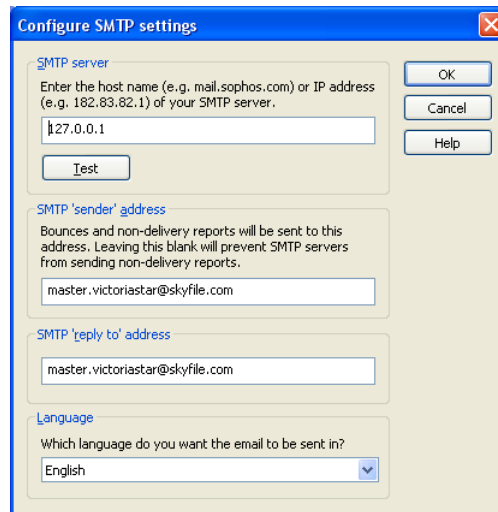 Configure SMTP settings
SMTP server
Enter the host name (e.g. mail.sophos.com) or IP address
(e.g. 182.83.82.1) of your SMTP server.
127.0.0.1
Test
OK
Cancel
Help
SMTP 'sender' address
Bounces and non-delivery reports will be sent to this
address. Leaving this blank will prevent SMTP servers
from sending non-delivery reports.
master.victoriastar@skyfile.com
SMTP 'reply to' address
master.victoriastar@skyfile.com
Language
Which language do you want the email to be sent in?
English